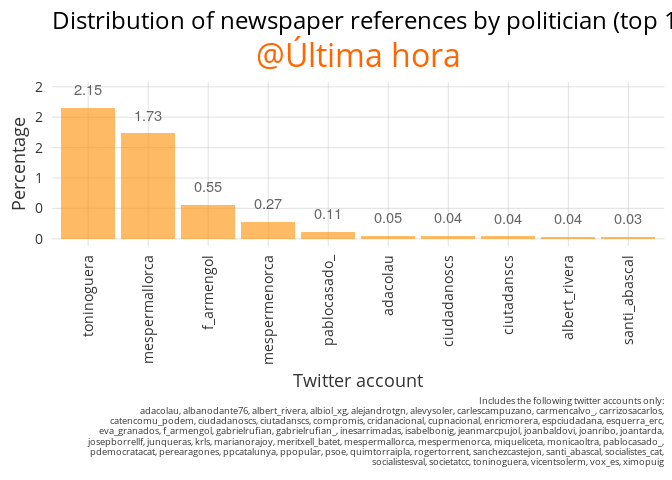 Distribution of newspaper references by politician (top 1
@Última hora
Percentage
2
2
2
1
0
0
2.15
1.73
0.55
0.27
0.11
0.05
0.04
0.04
0.04
0.03
toninoguera
mespermallorca
f_armengol
mespermenorca
pablocasado_
adacolau
ciudadanoscs
ciutadanscs
albert_rivera
santi_abascal
Twitter account
Includes the following twitter accounts only:
adacolau, albanodante76, albert_rivera, albiol_xg, alejandrotgn, alevysoler, carlescampuzano, carmencalvo_, carrizosacarlos,
catencomu_podem, ciudadanoscs, ciutadanscs, compromis, cridanacional, cupnacional, enricmorera, espciudadana, esquerra_erc,
eva_granados, f_armengol, gabrielrufian, gabrielrufian_, inesarrimadas, isabelbonig, jeanmarcpujol, joanbaldovi, joanribo, joantarda,
josepborrellf, junqueras, krls, marianorajoy, meritxell_batet, mespermallorca, mespermenorca, miqueliceta, monicaoltra, pablocasado_,
pdemocratacat, perearagones, ppcatalunya, ppopular, psoe, quimtorraipla, rogertorrent, sanchezcastejon, santi_abascal, socialistes_cat,
socialistesval, societatcc, toninoguera, vicentsolerm, vox_es, ximopuig